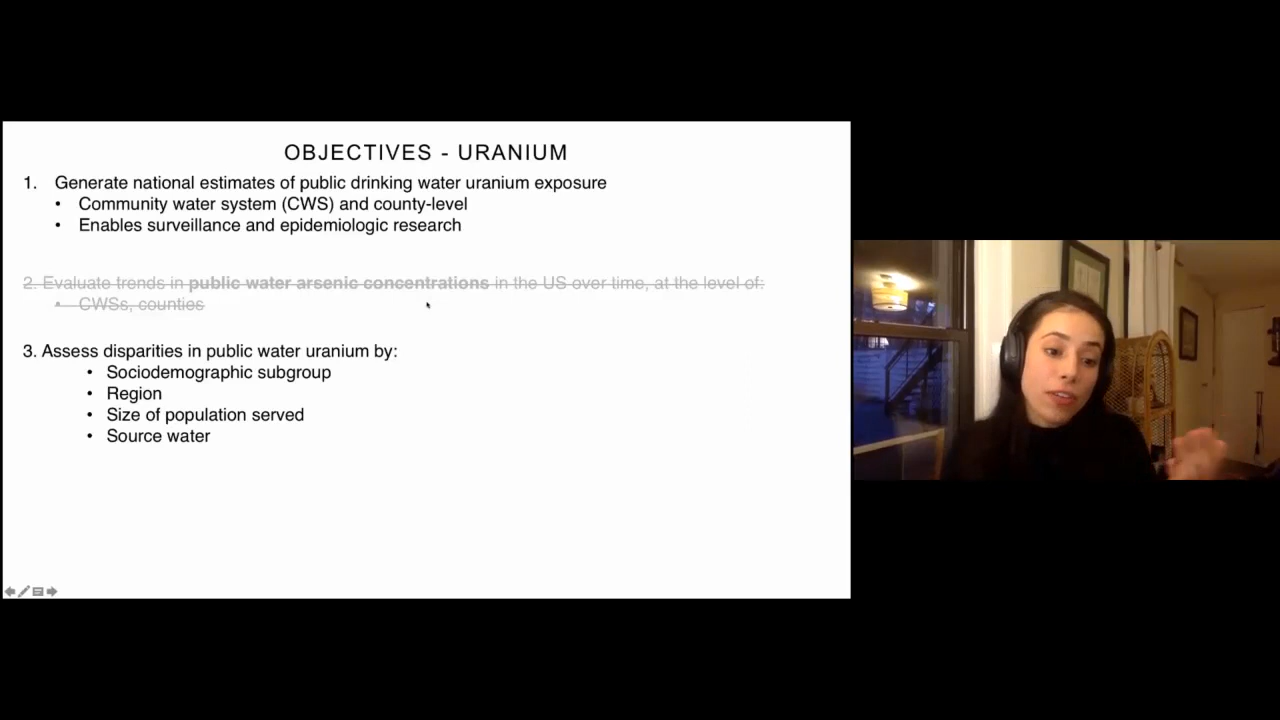 OBJECTIVES - URANIUM
1. Generate national estimates of public drinking water uranium exposure
• Community water system (CWS) and county-level
• Enables surveillance and epidemiologic research
2. Evaluate trends in public water arsenic concentrations in the US over time, at the level of:
• CWSs, counties
3. Assess disparities in public water uranium by:
• Sociodemographic subgroup
• Region
• Size of population served
• Source water